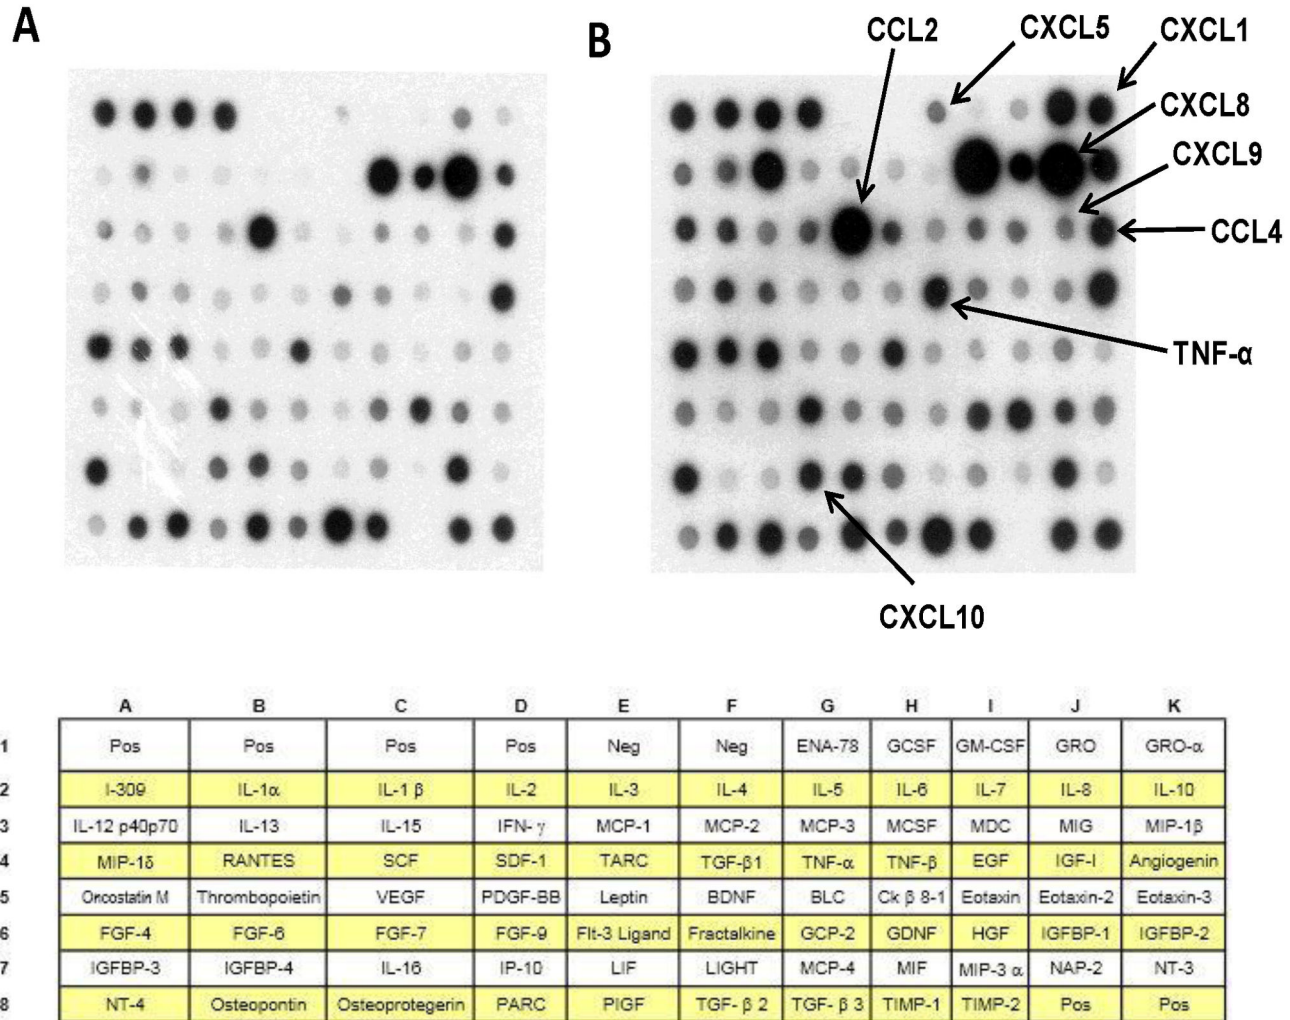 A
B
CCL2
CXCL5
CXCL1
CXCL8
CXCL9
CCL4
TNF-α
CXCL10
A B C D E F G H I J K
1 Pos Pos Pos Pos Neg Neg ENA-78 GCSF GM-CSF GRO GRO-α
2 I-309 IL-1α IL-1 β IL-2 IL-3 IL-4 IL-5 IL-6 IL-7 IL-8 IL-10
3 IL-12 p40p70 IL-13 IL-15 IFN- γ MCP-1 MCP-2 MCP-3 MCSF MDC MIG MIP-1β
4 MIP-1δ RANTES SCF SDF-1 TARC TGF-β1 TNF-α TNF-β EGF IGF-I Angiogenin
5 Oncostatin M Thrombopoietin VEGF PDGF-BB Leptin BDNF BLC Ck β 8-1 Eotaxin Eotaxin-2 Eotaxin-3
6 FGF-4 FGF-6 FGF-7 FGF-9 Flt-3 Ligand Fractalkine GCP-2 GDNF HGF IGFBP-1 IGFBP-2
7 IGFBP-3 IGFBP-4 IL-16 IP-10 LIF LIGHT MCP-4 MIF MIP-3 α NAP-2 NT-3
8 NT-4 Osteopontin Osteoprotegerin PARC PIGF TGF- β 2 TGF- β 3 TIMP-1 TIMP-2 Pos Pos